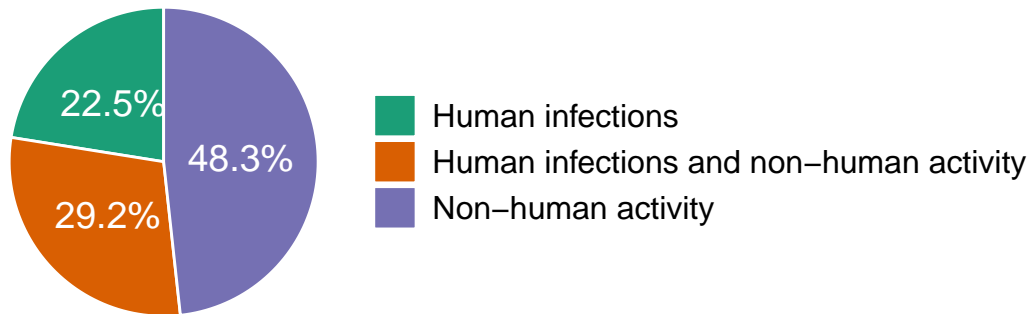 22.5%
48.3%
29.2%
Human infections
Human infections and non−human activity
Non−human activity